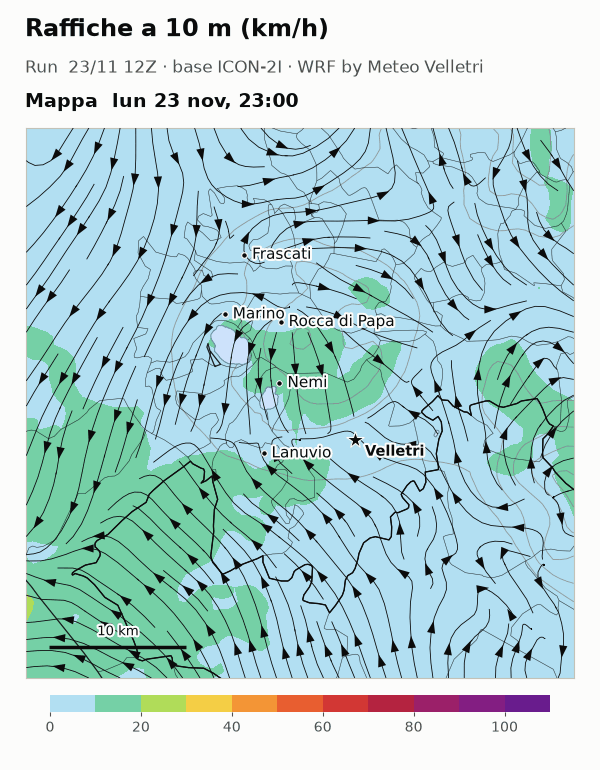 Raffiche a 10 m (km/h)
Run  23/11 12Z · base ICON-2I · WRF by Meteo Velletri
Mappa  lun 23 nov, 23:00
Frascati
Marino
Rocca di Papa
Nemi
Velletri
Lanuvio
10 km
0 20 40 60 80 100